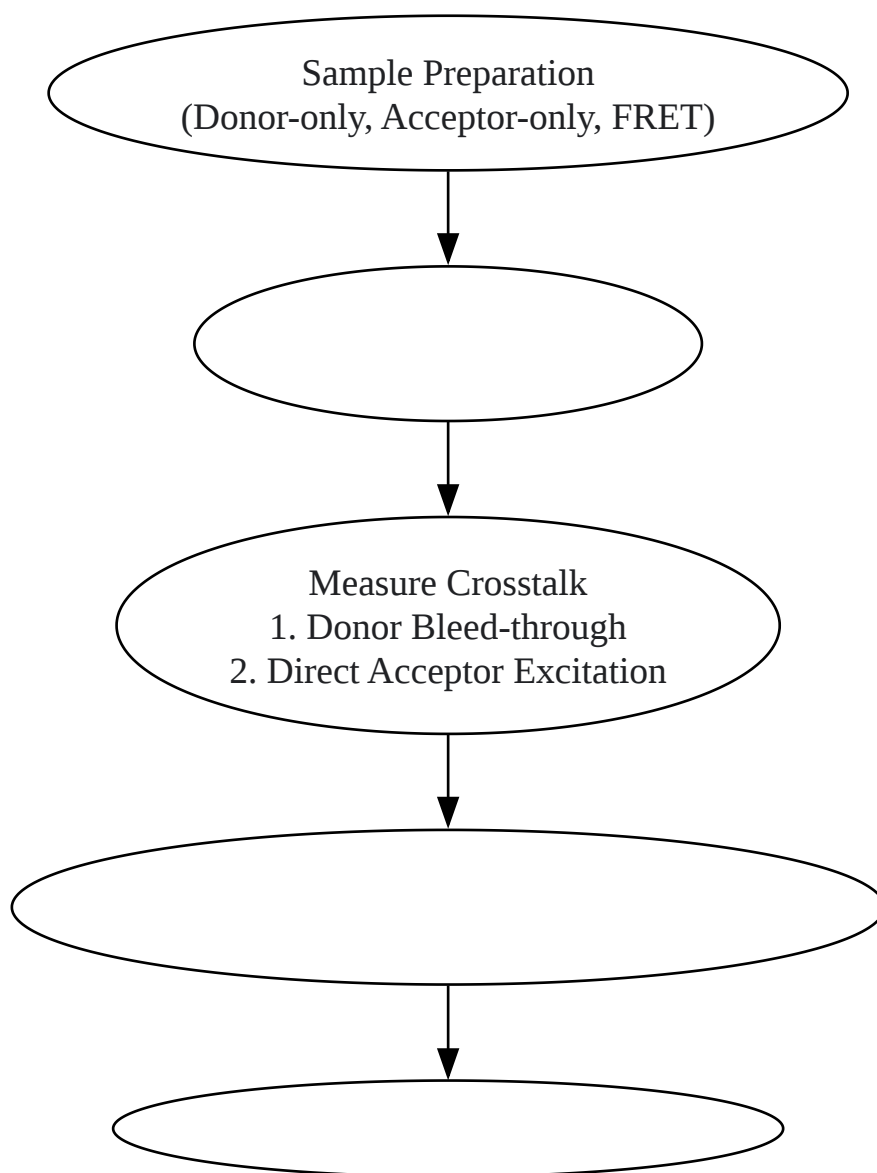 Sample Preparation
(Donor-only, Acceptor-only, FRET)
Measure Crosstalk
1. Donor Bleed-through
2. Direct Acceptor Excitation